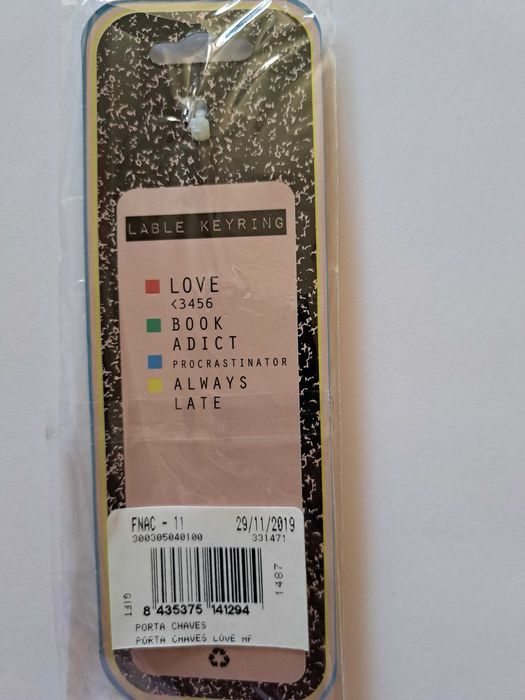 LABLE KEYRING
LOVE
<3456
BOOK
ADICT
PROCRASTINATOR
ALWAYS
LATE
FNAC - 11 29/11/2019
300305040100 331471
1487
GIFT
8 435375 141294
PORTA CHAVES
PORTA CHAVES LOVE MF